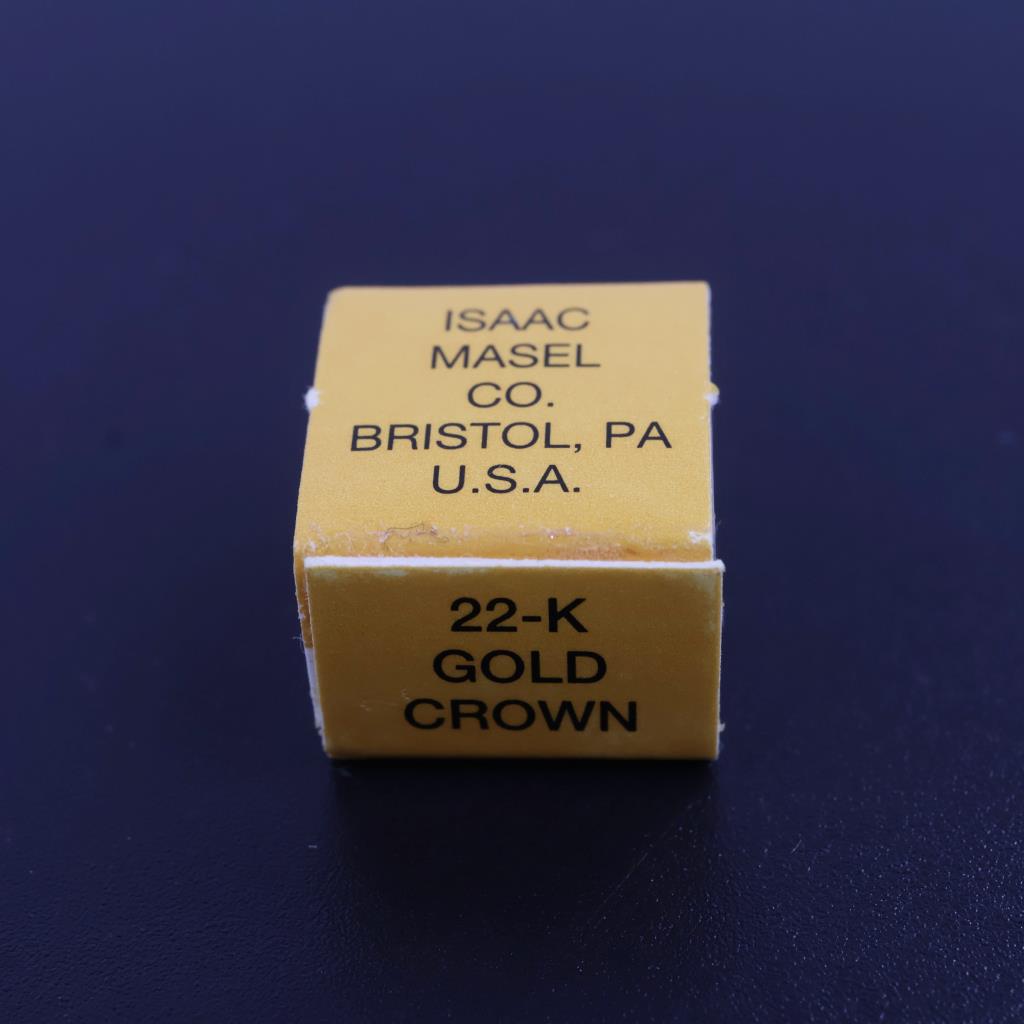 ISAAC
MASEL
CO.
BRISTOL, PA
U.S.A.
22-K
GOLD
CROWN